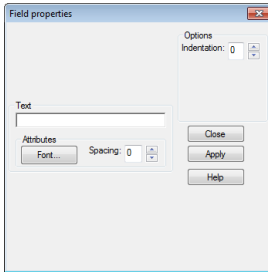 Field properties
Options
Indentation: 0
Text
Attributes
Font... Spacing: 0
Close
Apply
Help